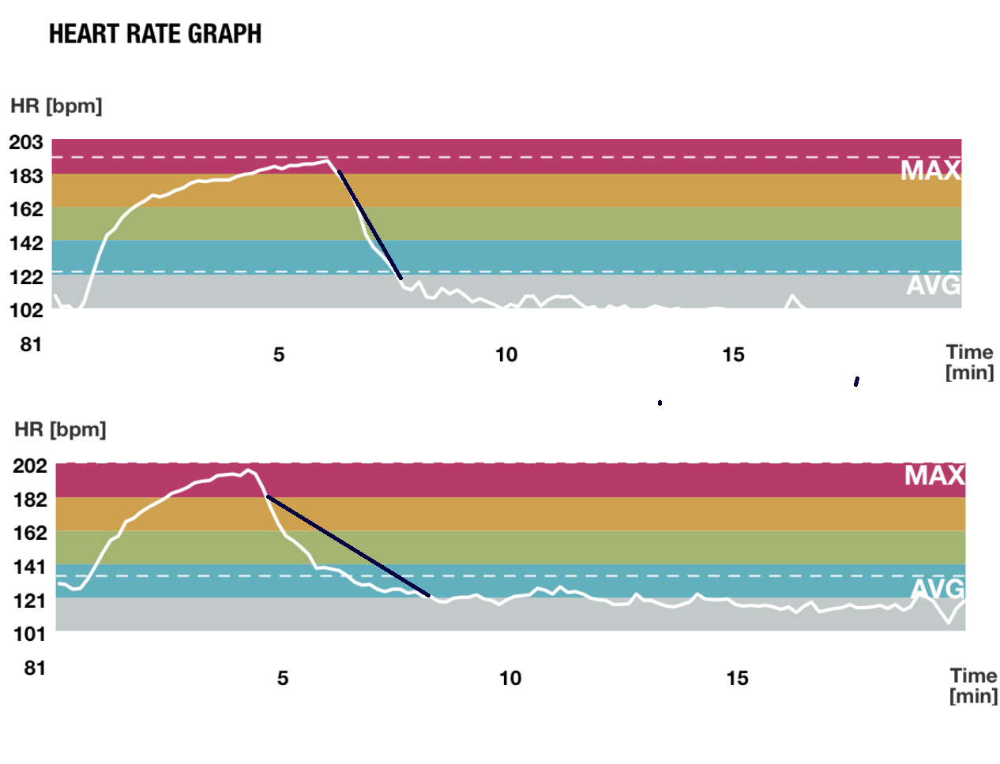 HEART RATE GRAPH
HR [bpm]
203
MAX
183
162
142
122
AVG
102
81
5 10 15 Time
[min]
HR [bpm]
202
MAX
182
162
141
AVG
121
101
81
5 10 15 Time
[min]